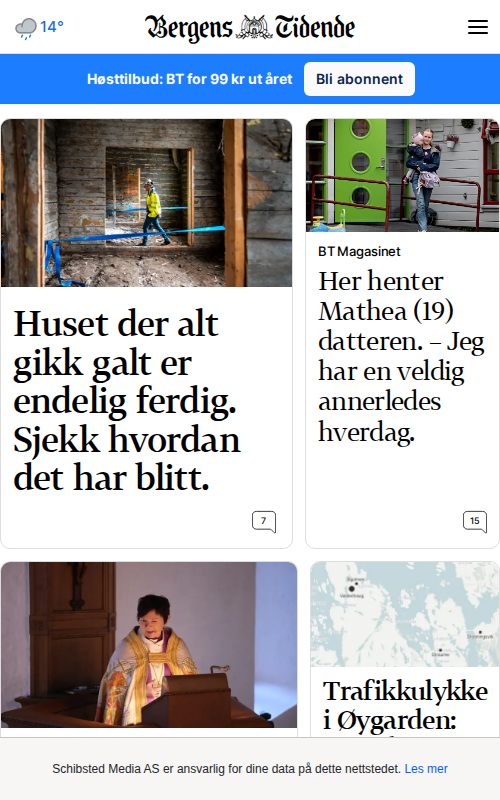 14°
Bergens Tidende
Høsttilbud: BT for 99 kr ut året
Bli abonnent
Huset der alt
gikk galt er
endelig ferdig.
Sjekk hvordan
det har blitt.
7
BT Magasinet
Her henter
Mathea (19)
datteren. – Jeg
har en veldig
annerledes
hverdag.
15
Trafikkulykke
i Øygarden:
Schibsted Media AS er ansvarlig for dine data på dette nettstedet. Les mer